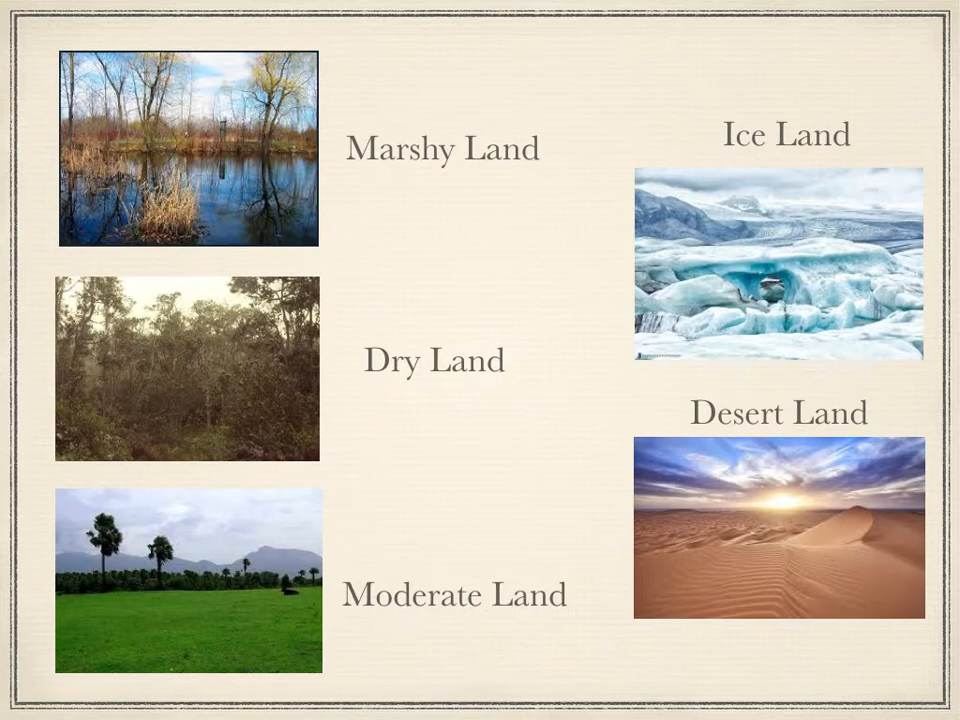 Marshy Land
Dry Land
Moderate Land
Ice Land
Desert Land